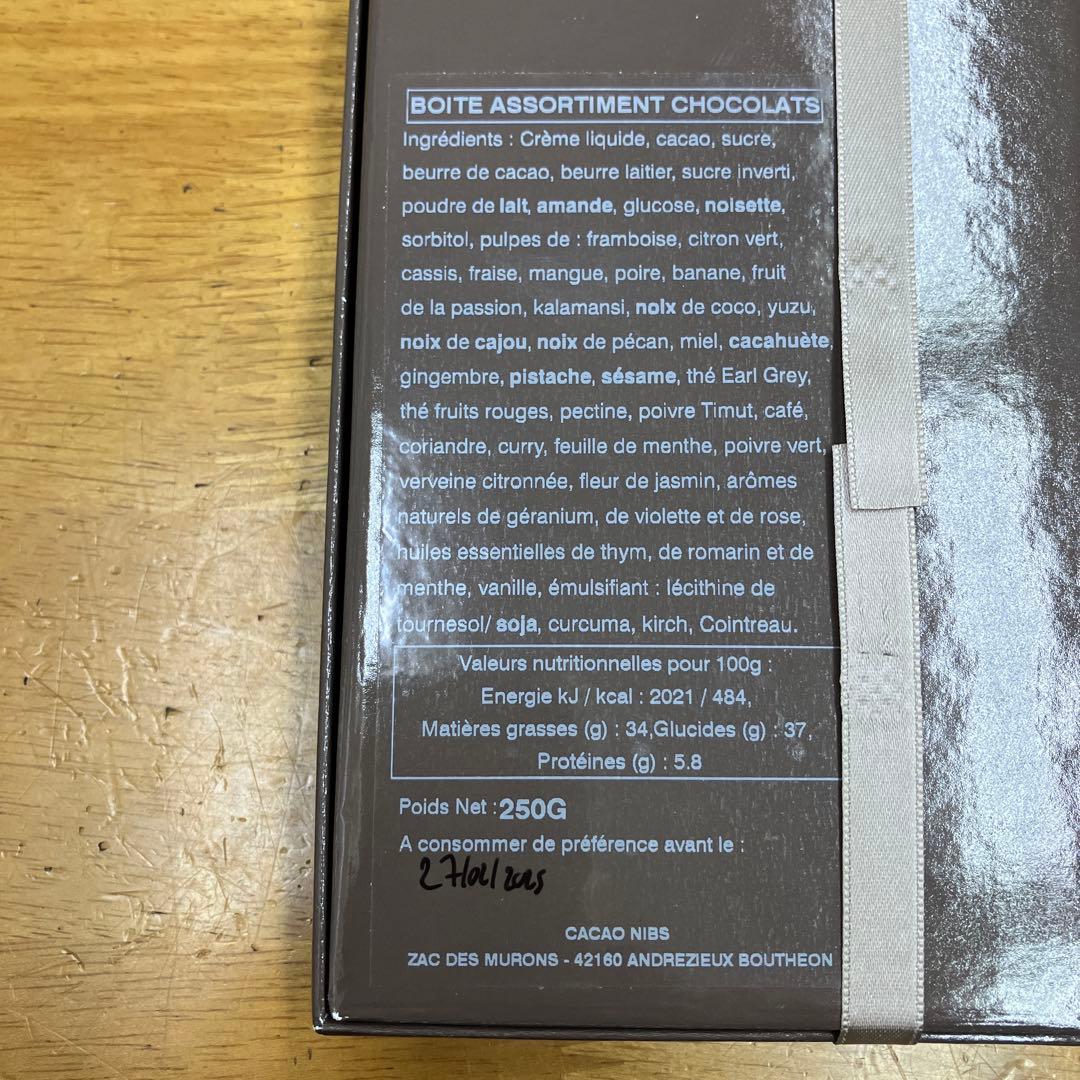 BOITE ASSORTIMENT CHOCOLATS
Ingrédients : Crème liquide, cacao, sucre,
beurre de cacao, beurre laitier, sucre inverti,
poudre de lait, amande, glucose, noisette,
sorbitol, pulpes de : framboise, citron vert,
cassis, fraise, mangue, poire, banane, fruit
de la passion, kalamansi, noix de coco, yuzu,
noix de cajou, noix de pécan, miel, cacahuète,
gingembre, pistache, sésame, thé Earl Grey,
thé fruits rouges, pectine, poivre Timut, café,
coriandre, curry, feuille de menthe, poivre vert,
verveine citronnée, fleur de jasmin, arômes
naturels de géranium, de violette et de rose,
huiles essentielles de thym, de romarin et de
menthe, vanille, émulsifiant : lécithine de
tournesol/ soja, curcuma, kirch, Cointreau.
Valeurs nutritionnelles pour 100g :
Energie kJ / kcal : 2021 / 484,
Matières grasses (g) : 34,Glucides (g) : 37,
Protéines (g) : 5.8
Poids Net :250G
A consommer de préférence avant le :
CACAO NIBS
ZAC DES MURONS - 42160 ANDREZIEUX BOUTHEON